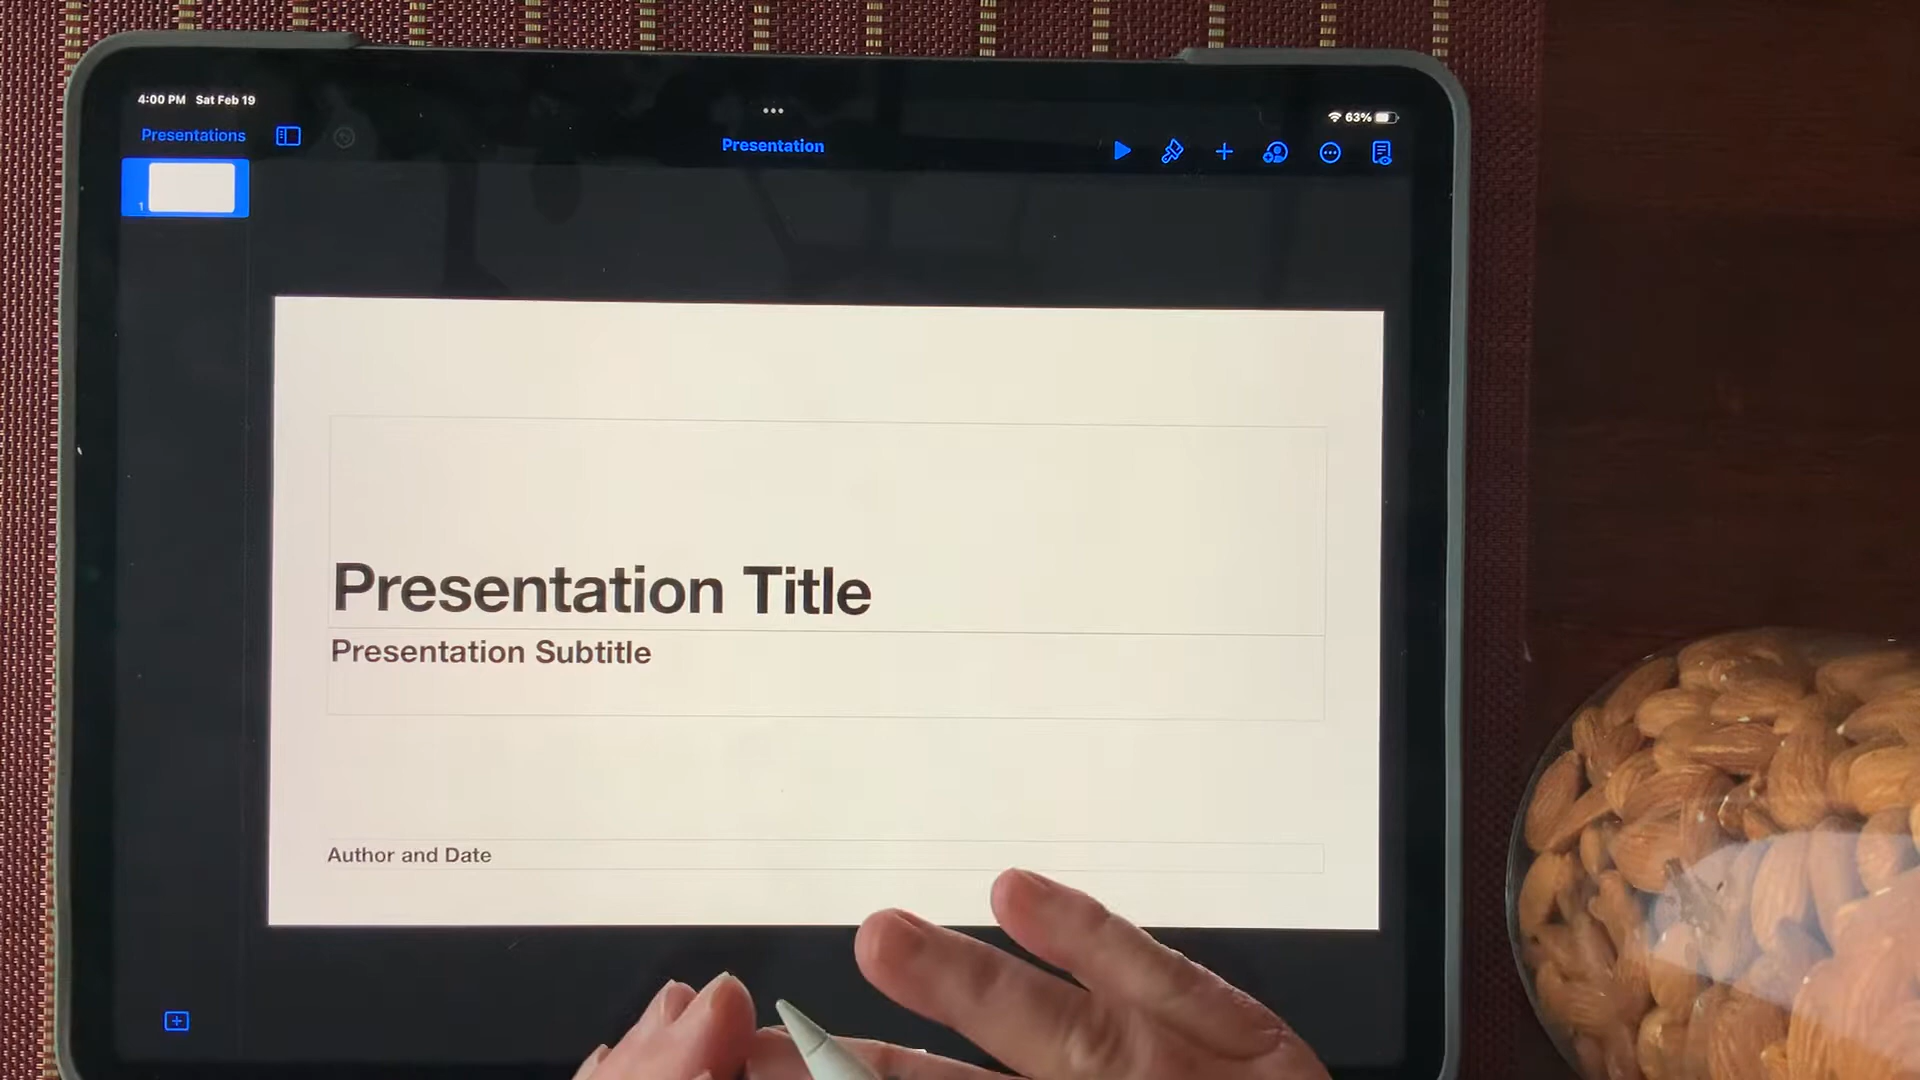 4:00 PM Sat Feb 19
63%
Presentations
Presentation
1
Presentation Title
Presentation Subtitle
Author and Date